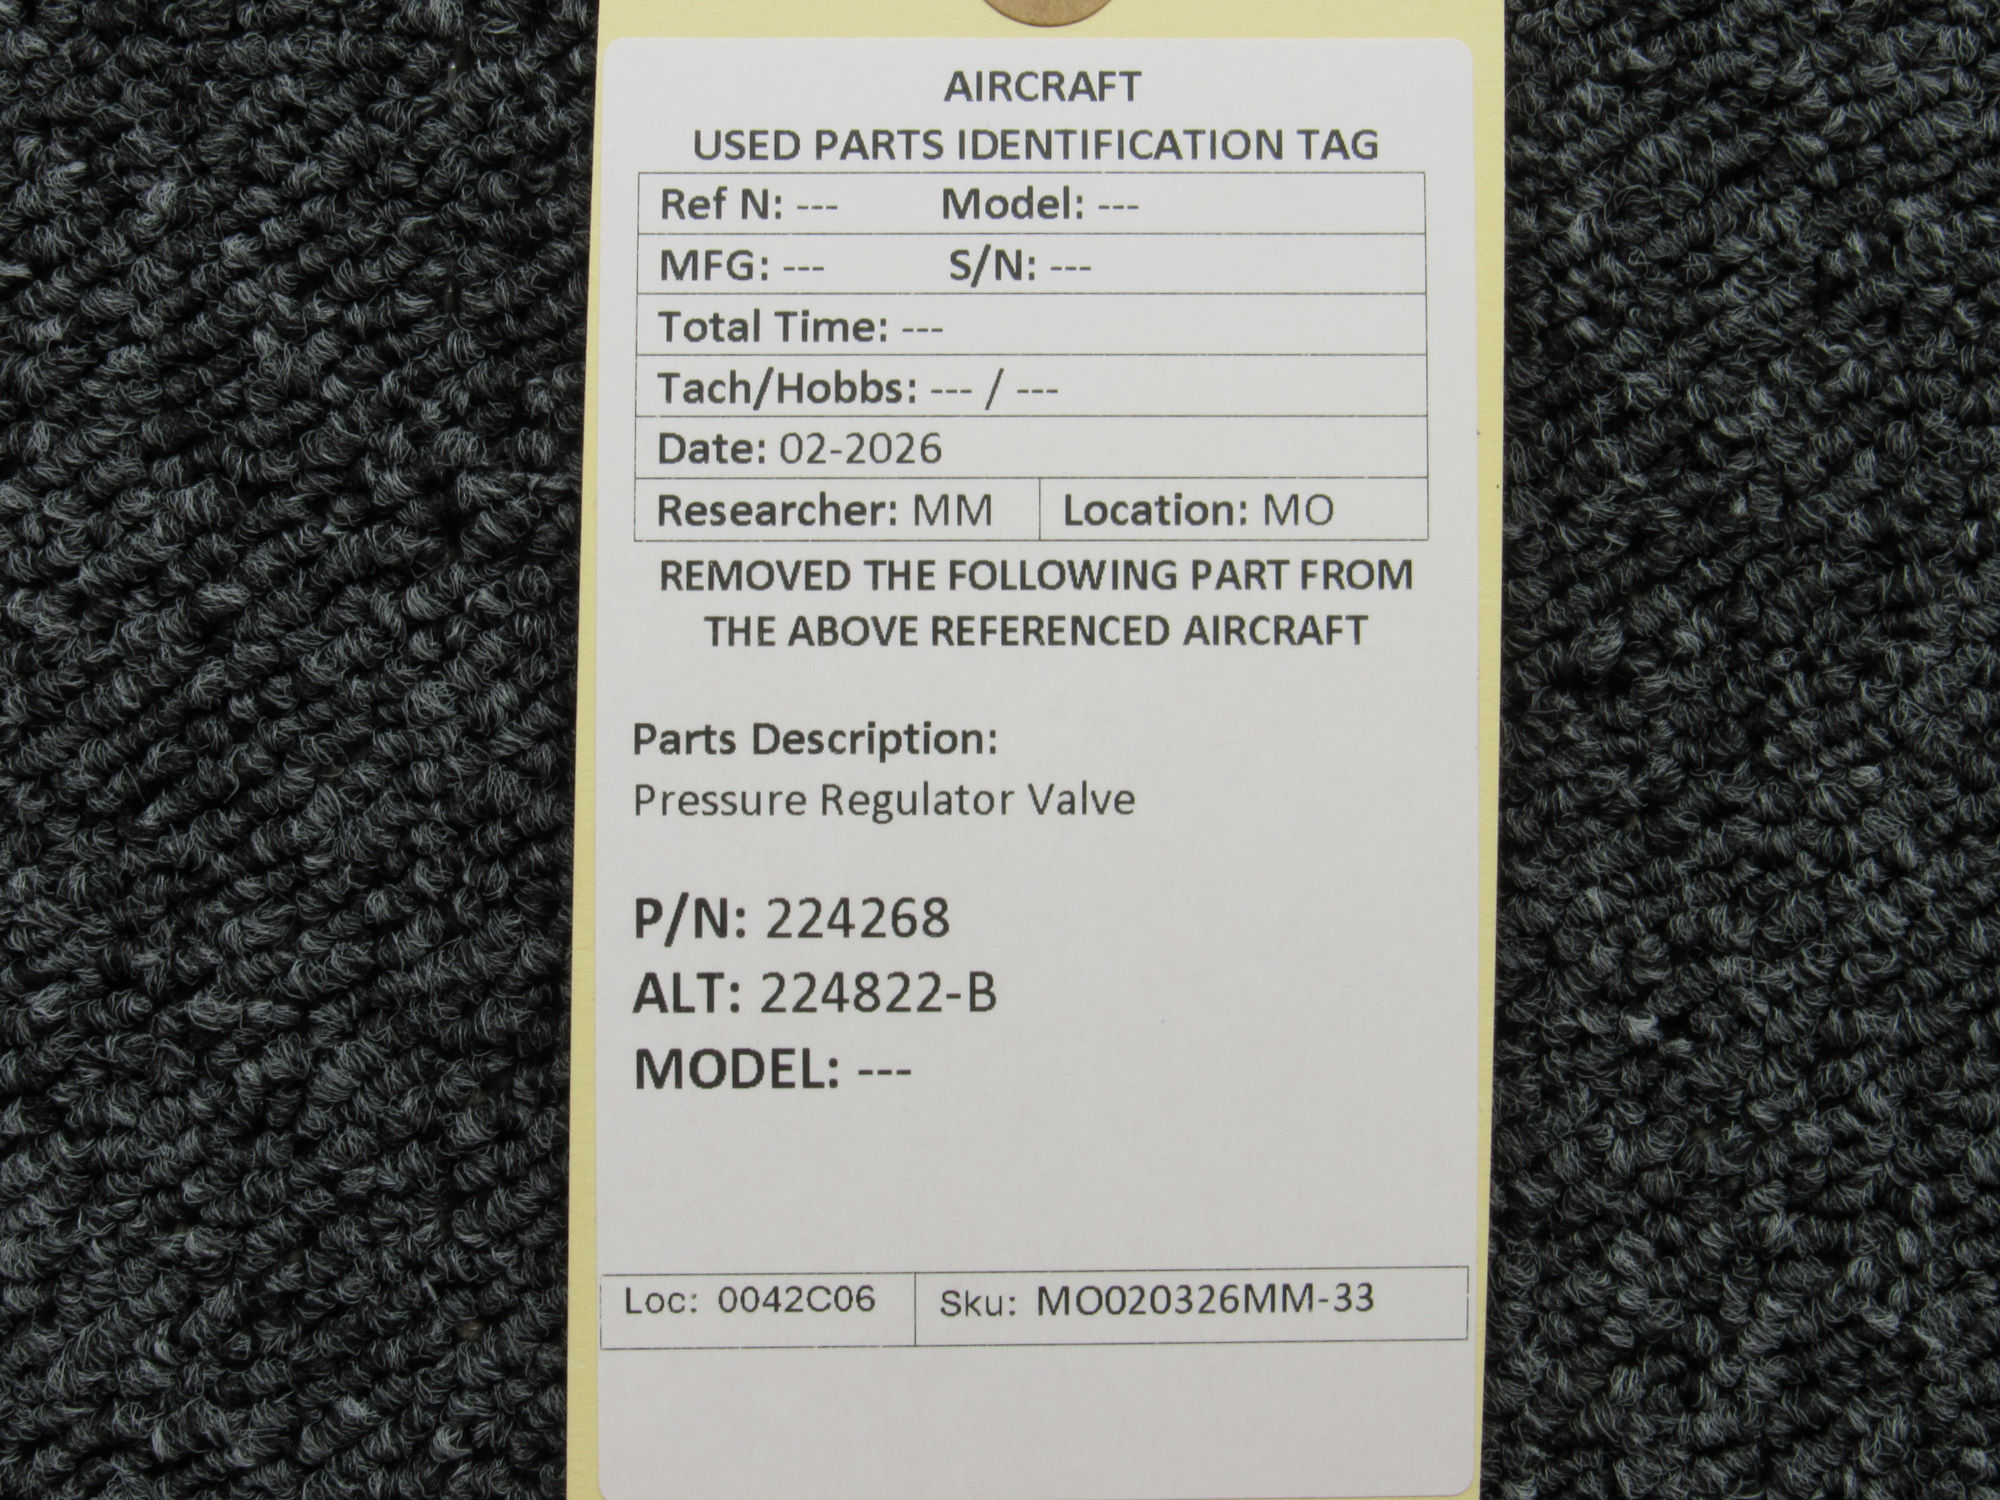 AIRCRAFT
USED PARTS IDENTIFICATION TAG
Ref N: --- Model: ---
MFG: --- S/N: ---
Total Time: ---
Tach/Hobbs: --- / ---
Date: 02-2026
Researcher: MM Location: MO
REMOVED THE FOLLOWING PART FROM
THE ABOVE REFERENCED AIRCRAFT
Parts Description:
Pressure Regulator Valve
P/N: 224268
ALT: 224822-B
MODEL: ---
Loc: 0042C06 Sku: MO020326MM-33